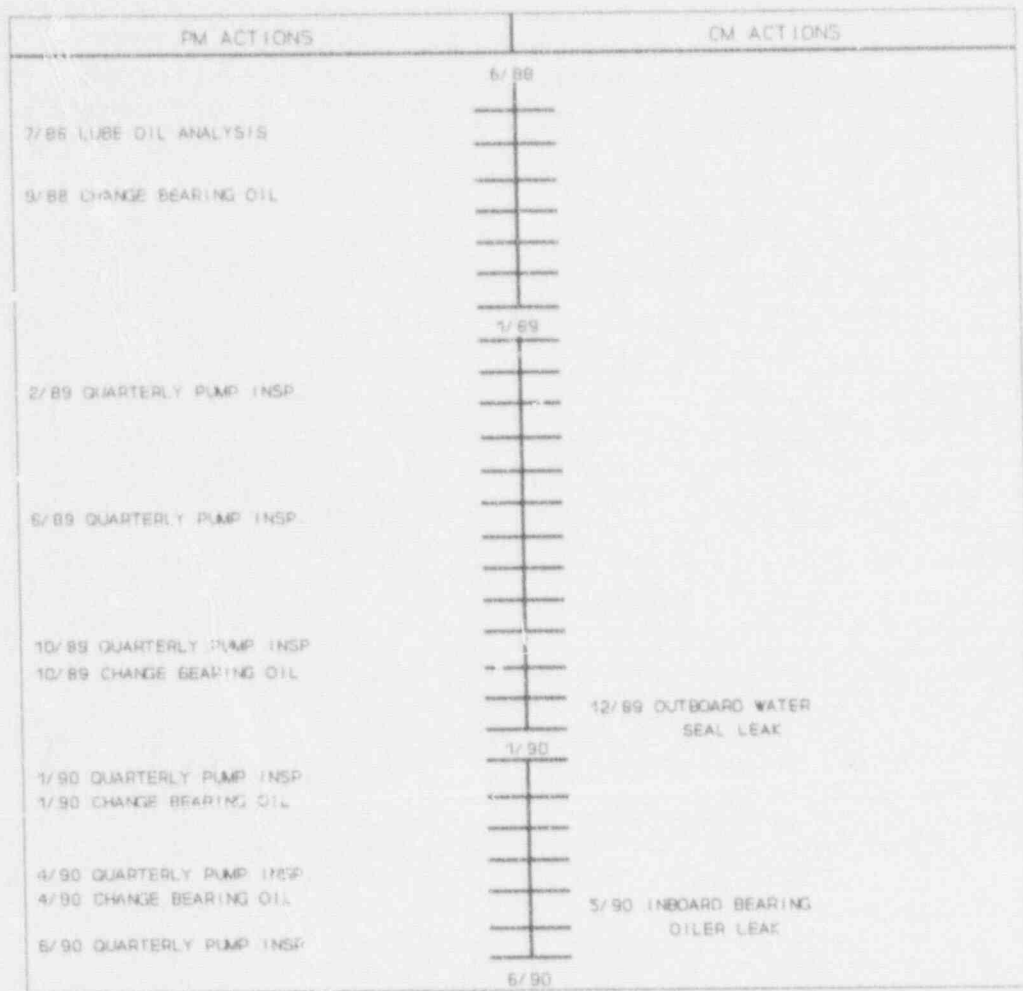 PM ACTIONS CM ACTIONS
6/88
7/86 LUBE OIL ANALYSIS
9/88 CHANGE BEARING OIL
1/89
2/89 QUARTERLY PUMP INSP.
6/89 QUARTERLY PUMP INSP.
10/89 QUARTERLY PUMP INSP
10/89 CHANGE BEARING OIL
12/89 OUTBOARD WATER
SEAL LEAK
1/90
1/90 QUARTERLY PUMP INSP.
1/90 CHANGE BEARING OIL
4/90 QUARTERLY PUMP INSP.
4/90 CHANGE BEARING OIL
5/90 INBOARD BEARING
OILER LEAK
6/90 QUARTERLY PUMP INSP.
6/90